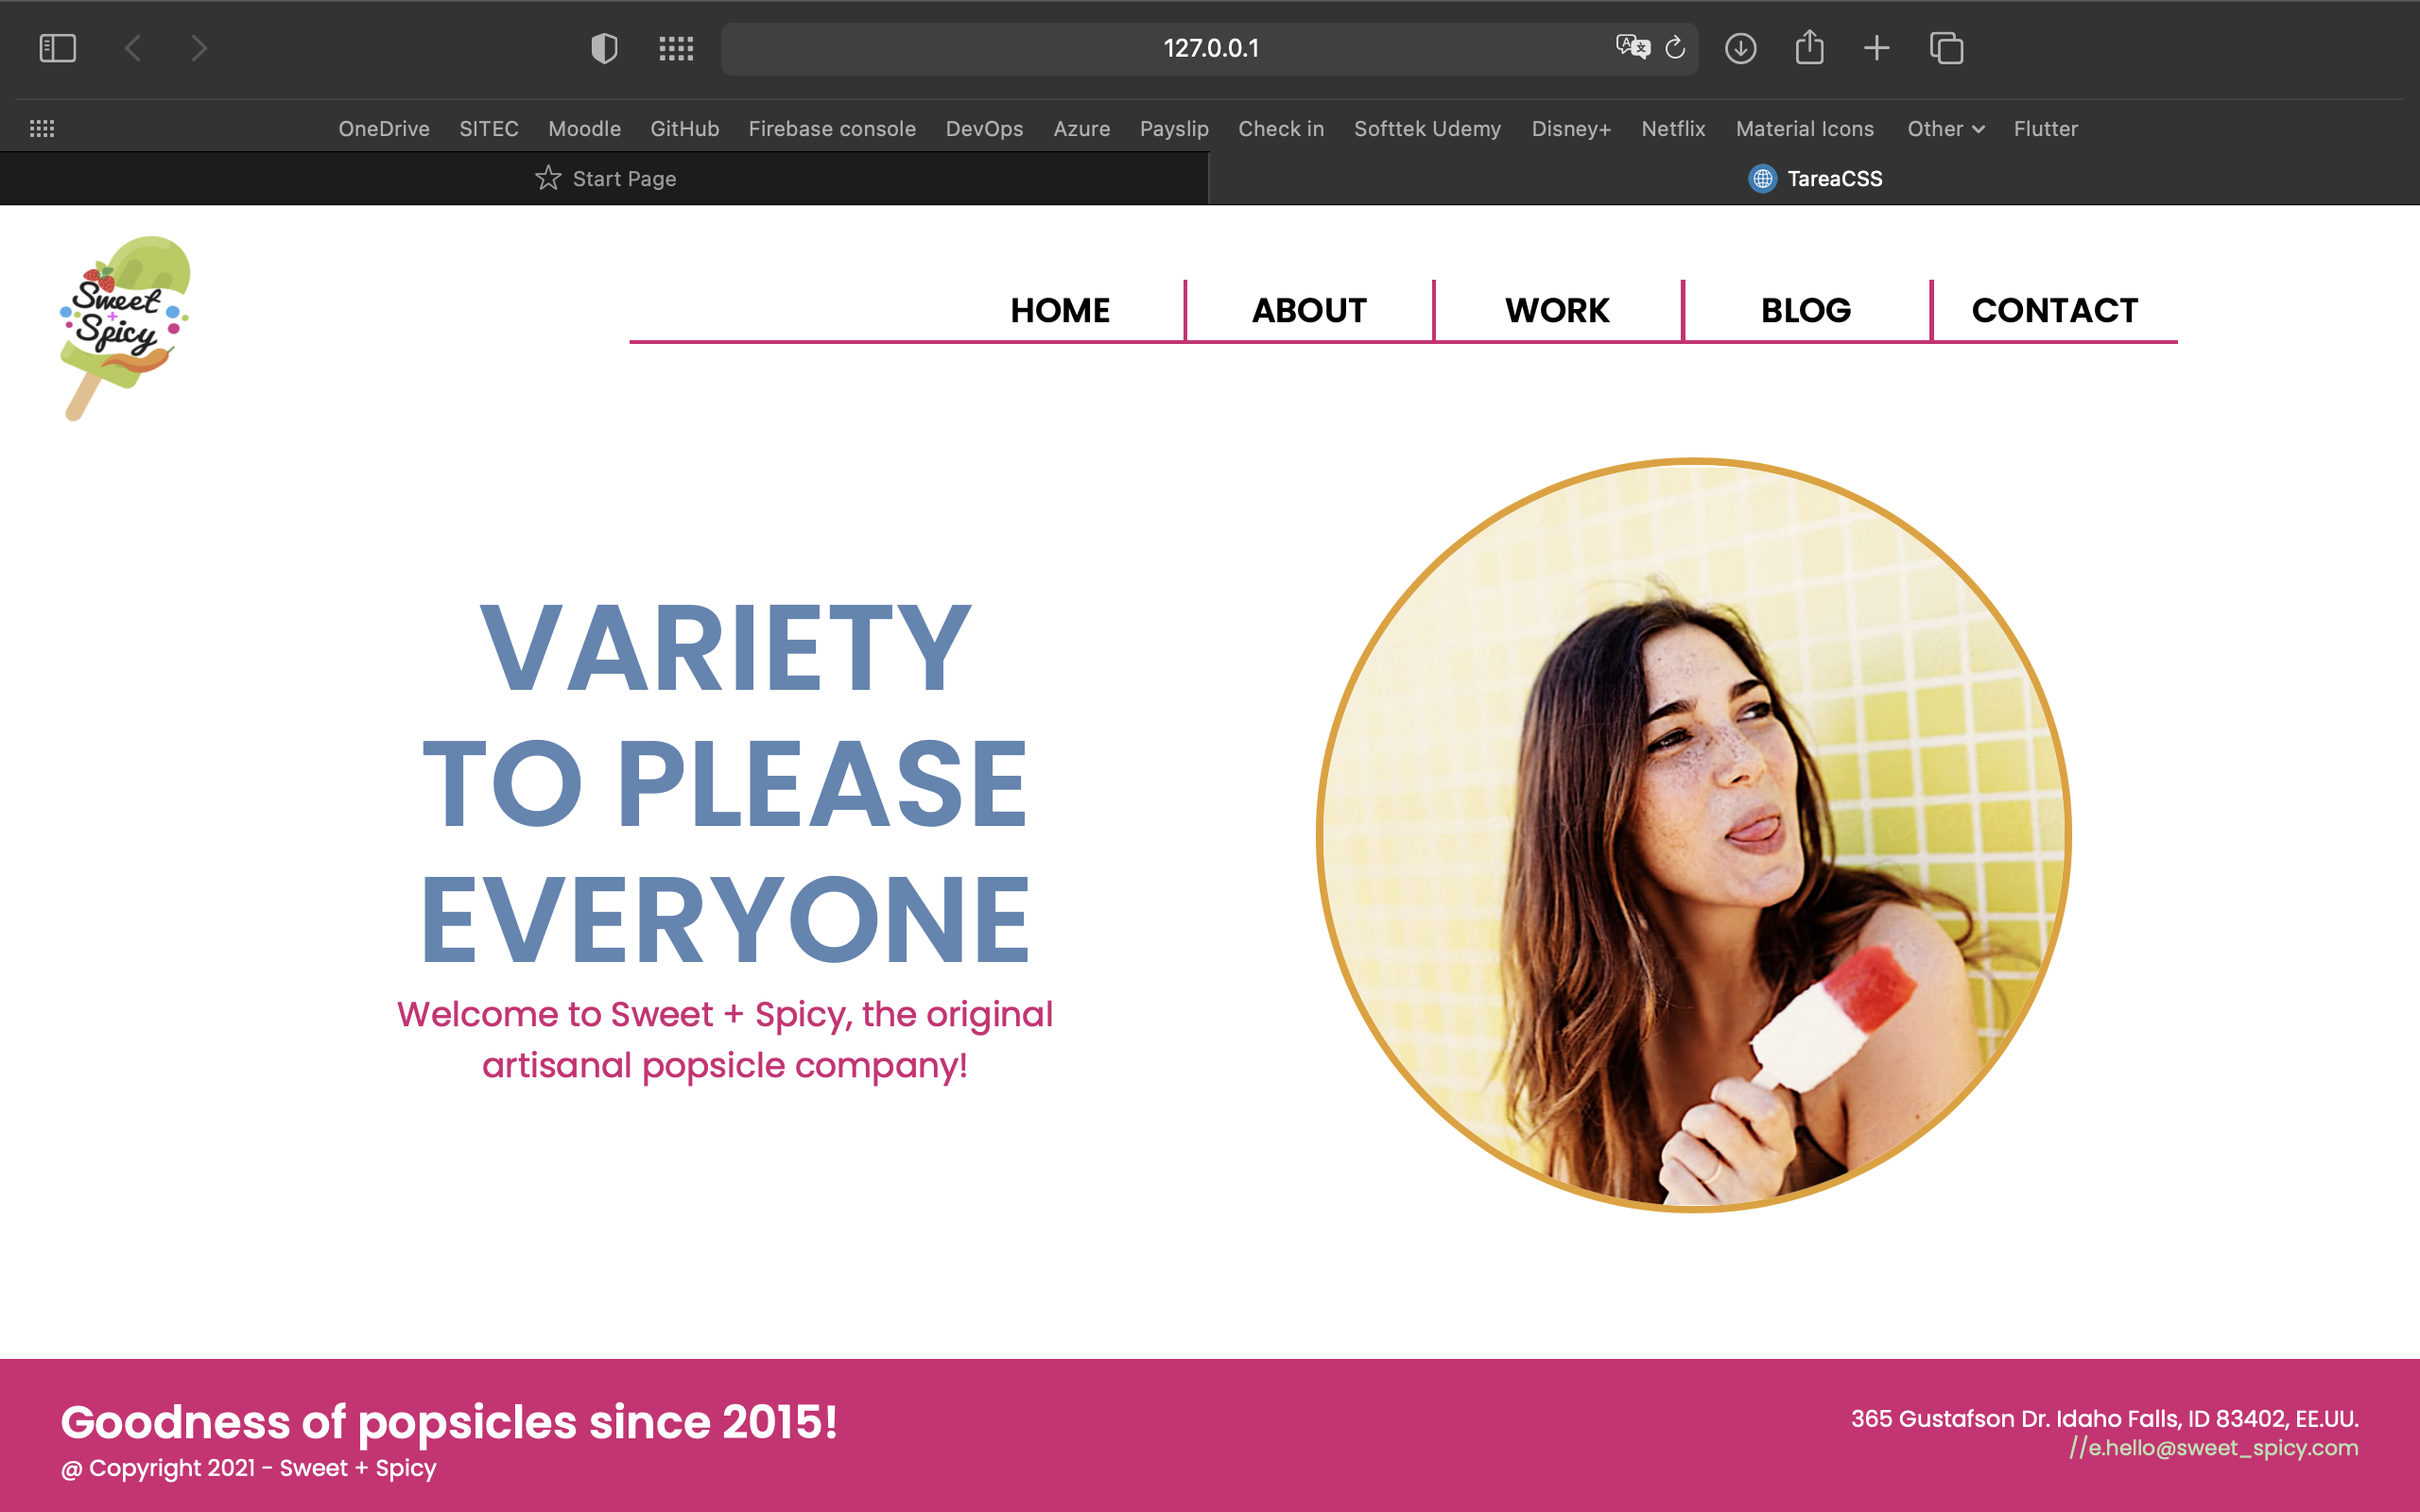 127.0.0.1
OneDrive SITEC Moodle GitHub Firebase console DevOps Azure Payslip Check in Softtek Udemy Disney+ Netflix Material Icons Other Flutter
Start Page TareaCSS
Sweet
+
Spicy
HOME ABOUT WORK BLOG CONTACT
VARIETY
TO PLEASE
EVERYONE
Welcome to Sweet + Spicy, the original
artisanal popsicle company!
Goodness of popsicles since 2015!
@ Copyright 2021 - Sweet + Spicy
365 Gustafson Dr. Idaho Falls, ID 83402, EE.UU.
//e.hello@sweet_spicy.com